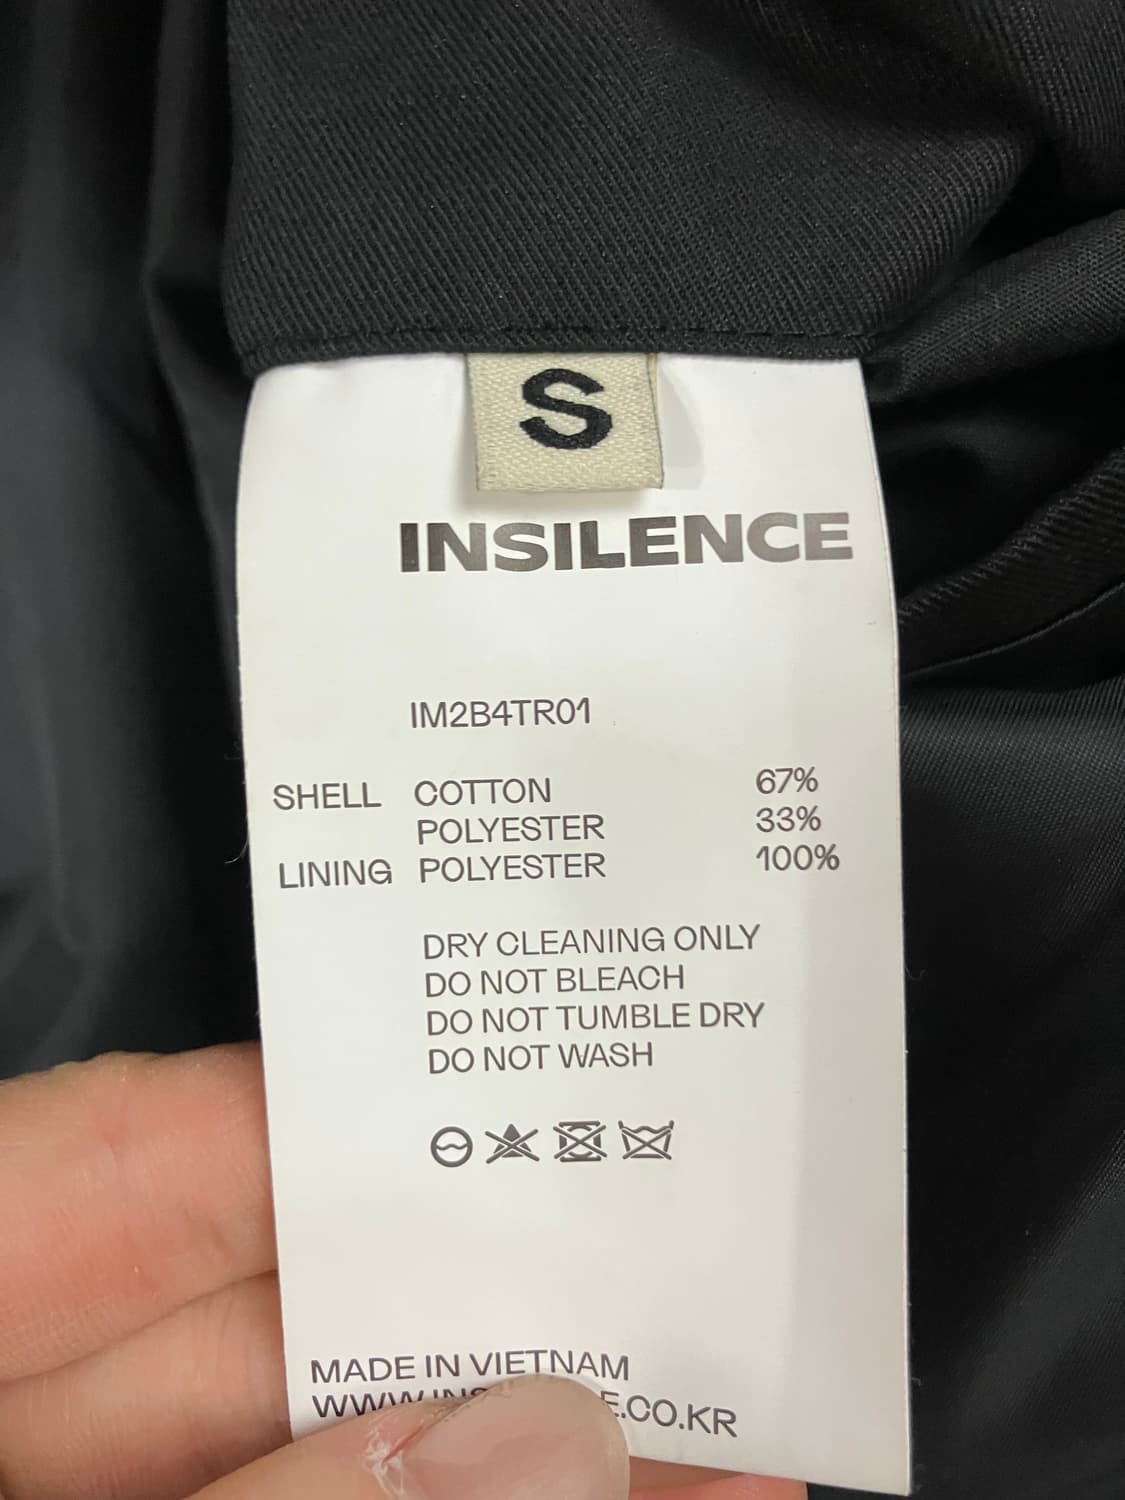 S
INSILENCE
IM2B4TR01
SHELL COTTON 67%
POLYESTER 33%
LINING POLYESTER 100%
DRY CLEANING ONLY
DO NOT BLEACH
DO NOT TUMBLE DRY
DO NOT WASH
MADE IN VIETNAM